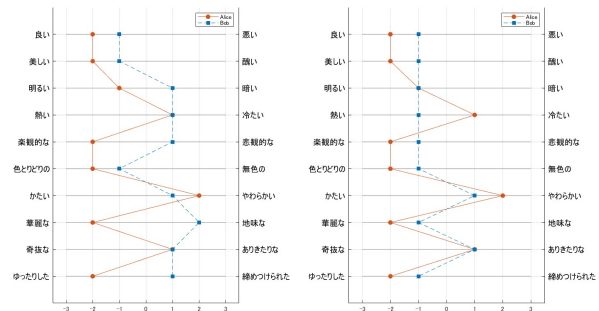 Alice
Bob
良い 悪い
美しい 醜い
明るい 暗い
熱い 冷たい
楽観的な 悲観的な
色とりどりの 無色の
かたい やわらかい
華麗な 地味な
奇抜な ありきたりな
ゆったりした 締めつけられた
-3 -2 -1 0 1 2 3
Alice
Bob
良い 悪い
美しい 醜い
明るい 暗い
熱い 冷たい
楽観的な 悲観的な
色とりどりの 無色の
かたい やわらかい
華麗な 地味な
奇抜な ありきたりな
ゆったりした 締めつけられた
-3 -2 -1 0 1 2 3